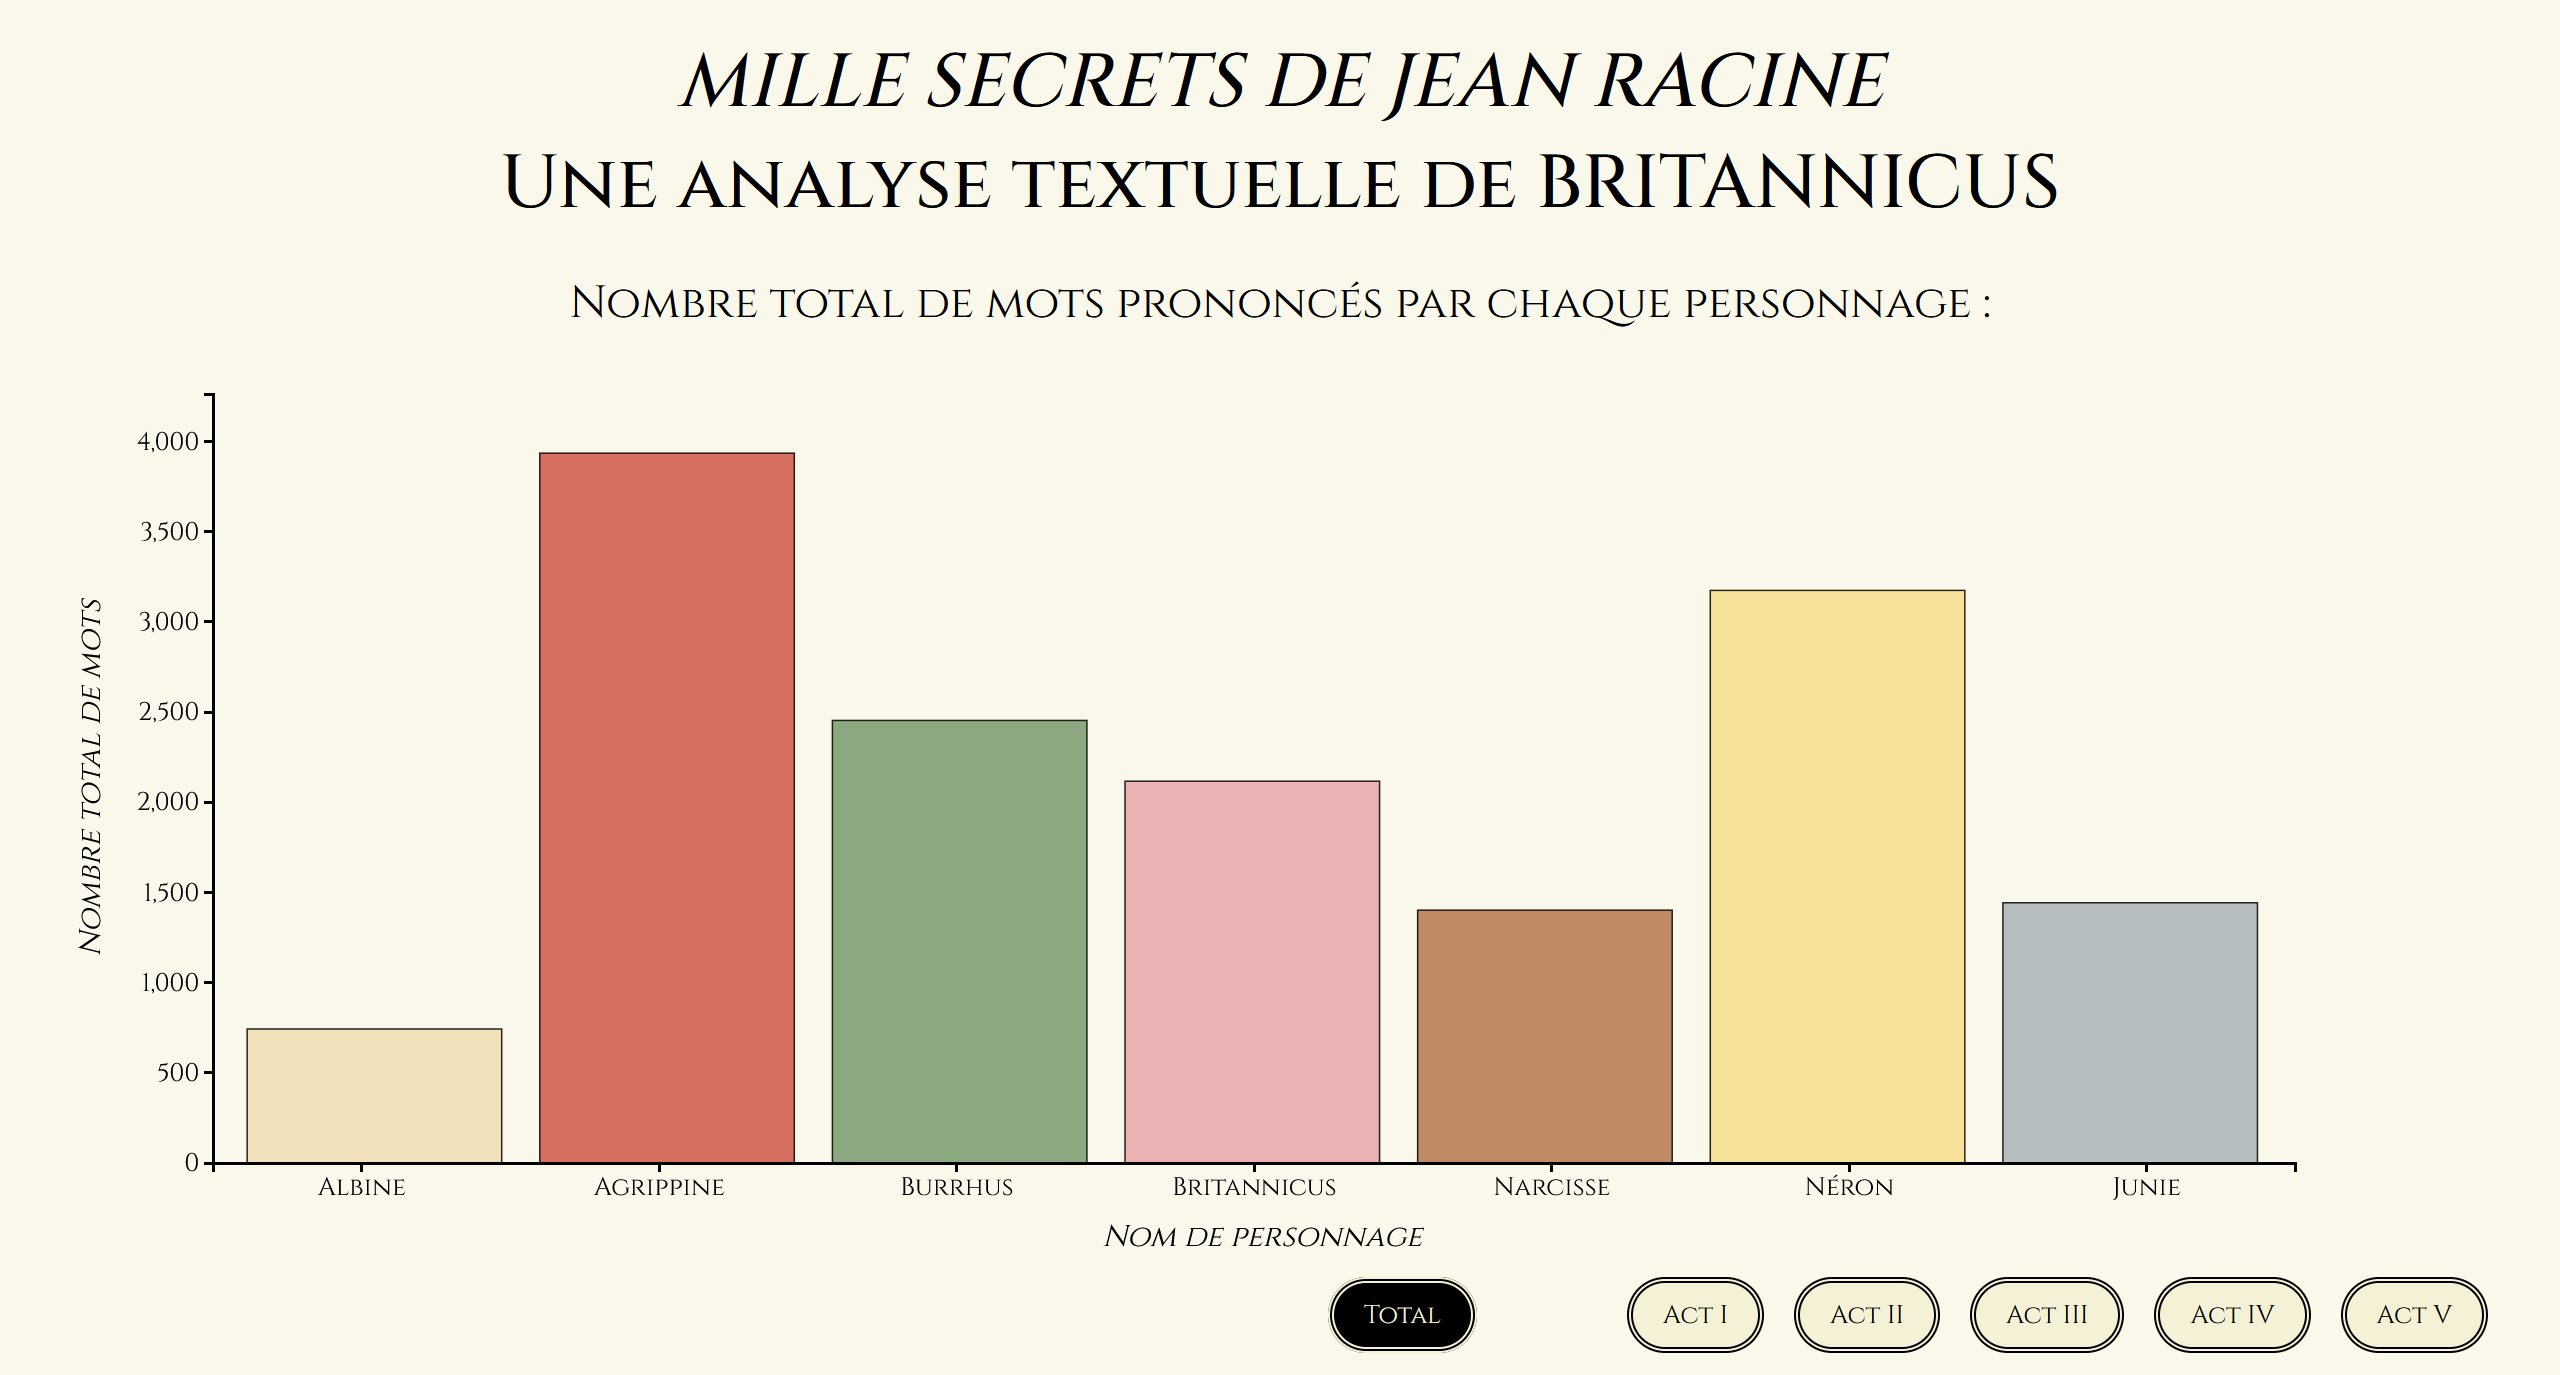 MILLE SECRETS DE JEAN RACINE
Une analyse textuelle de BRITANNICUS
Nombre total de mots prononcés par chaque personnage :
Nombre total de mots
4,000
3,500
3,000
2,500
2,000
1,500
1,000
500
0
Albine Agrippine Burrhus Britannicus Narcisse Néron Junie
Nom de personnage
Total Act I Act II Act III Act IV Act V